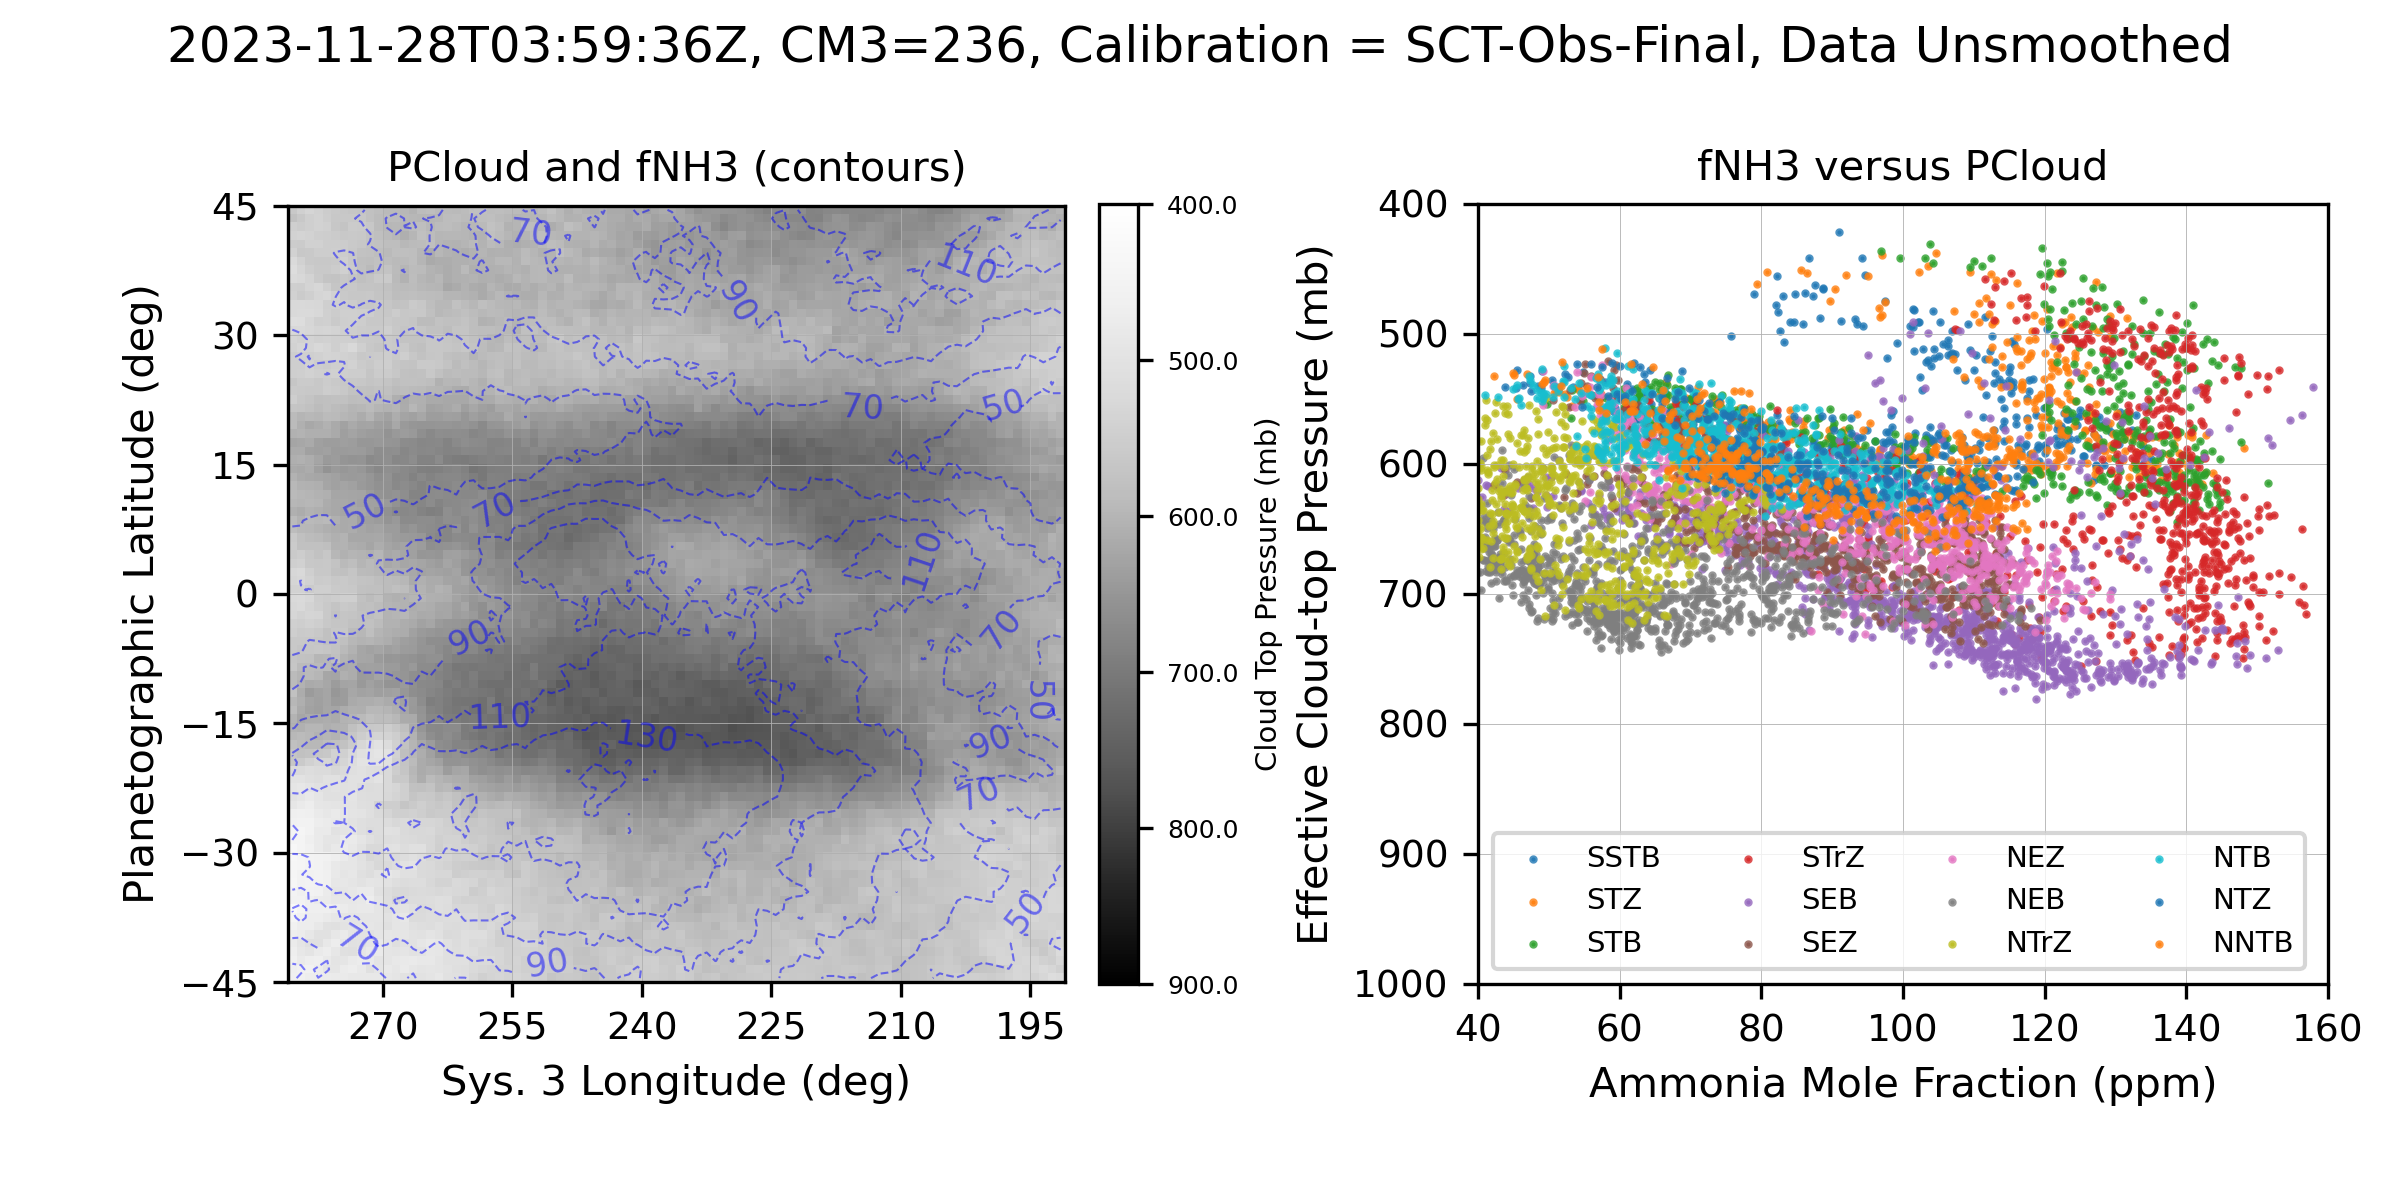 2023-11-28T03:59:36Z, CM3=236, Calibration = SCT-Obs-Final, Data Unsmoothed
PCloud and fNH3 (contours)
Planetographic Latitude (deg)
45
30
15
0
−15
−30
−45
270 255 240 225 210 195
Sys. 3 Longitude (deg)
70
110
90
70
50
50
70
110
90
70
50
110
130
90
70
50
70
90
400.0
500.0
600.0
700.0
800.0
900.0
Cloud Top Pressure (mb)
fNH3 versus PCloud
Effective Cloud-top Pressure (mb)
400
500
600
700
800
900
1000
40 60 80 100 120 140 160
Ammonia Mole Fraction (ppm)
SSTB STrZ NEZ NTB
STZ SEB NEB NTZ
STB SEZ NTrZ NNTB